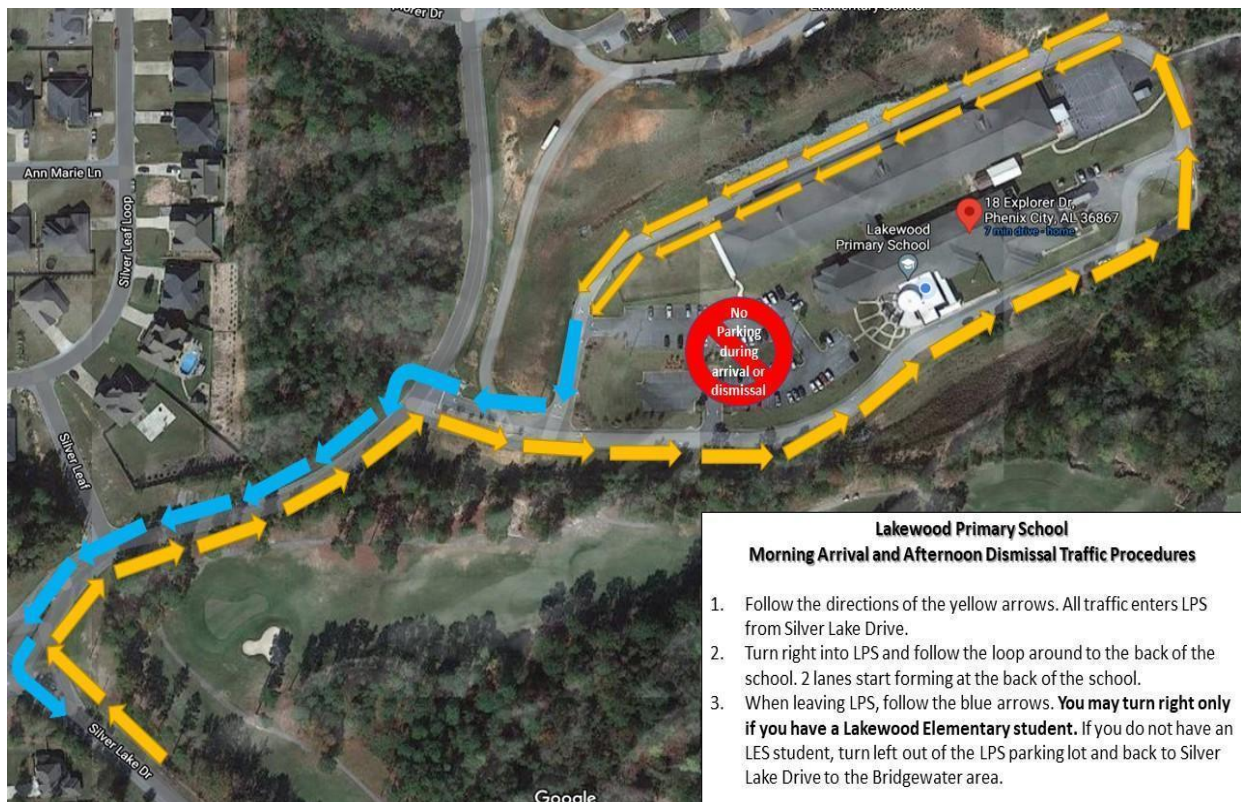 Explorer Dr
Elementary School
Ann Marie Ln
Silver Leaf Loop
18 Explorer Dr,
Phenix City, AL 36867
7 min drive - home
Lakewood
Primary School
No
Parking
during
arrival or
dismissal
Silver Leaf
Silver Lake Dr
Google
Lakewood Primary School
Morning Arrival and Afternoon Dismissal Traffic Procedures
1. Follow the directions of the yellow arrows. All traffic enters LPS
from Silver Lake Drive.
2. Turn right into LPS and follow the loop around to the back of the
school. 2 lanes start forming at the back of the school.
3. When leaving LPS, follow the blue arrows. You may turn right only
if you have a Lakewood Elementary student. If you do not have an
LES student, turn left out of the LPS parking lot and back to Silver
Lake Drive to the Bridgewater area.